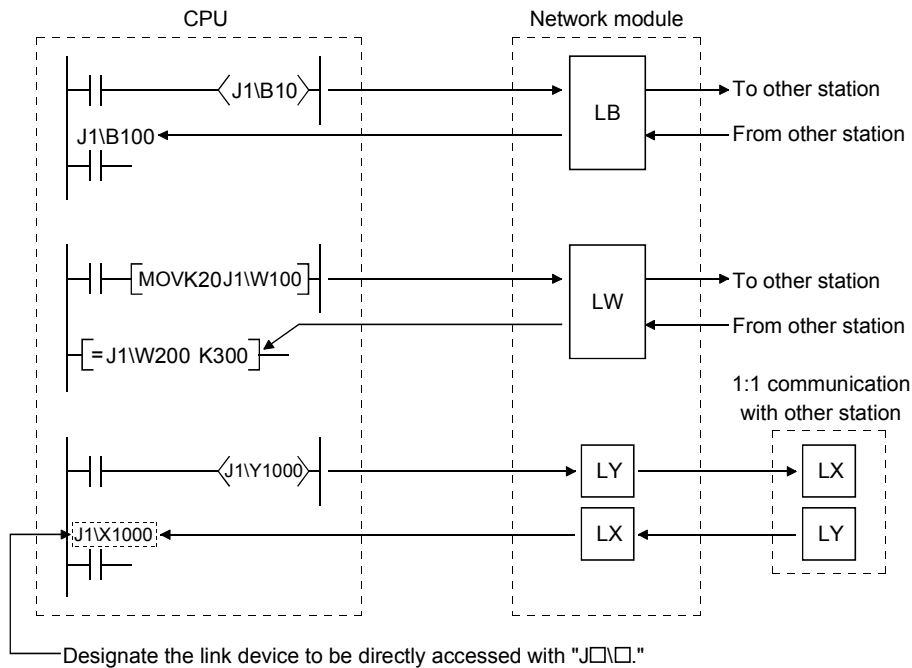 CPU
Network module
J1\B10
LB
To other station
J1\B100
From other station
MOVK20J1\W100
LW
To other station
=J1\W200 K300
From other station
1:1 communication
with other station
J1\Y1000
LY
LX
J1\X1000
LX
LY
Designate the link device to be directly accessed with "J□\□."